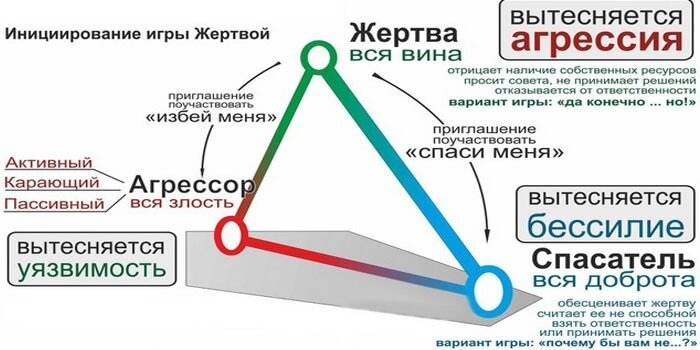 Инициирование игры Жертвой
Жертва
вся вина
вытесняется
агрессия
отрицает наличие собственных ресурсов
просит совета, не принимает решений
отказывается от ответственности
вариант игры: «да конечно ... но!»
приглашение
поучаствовать
«избей меня»
приглашение
поучаствовать
«спаси меня»
Активный
Карающий
Пассивный
Агрессор
вся злость
вытесняется
уязвимость
вытесняется
бессилие
Спасатель
вся доброта
обесценивает жертву
считает ее не способной
взять ответственность
или принимать решения
вариант игры: «почему бы вам не...?»